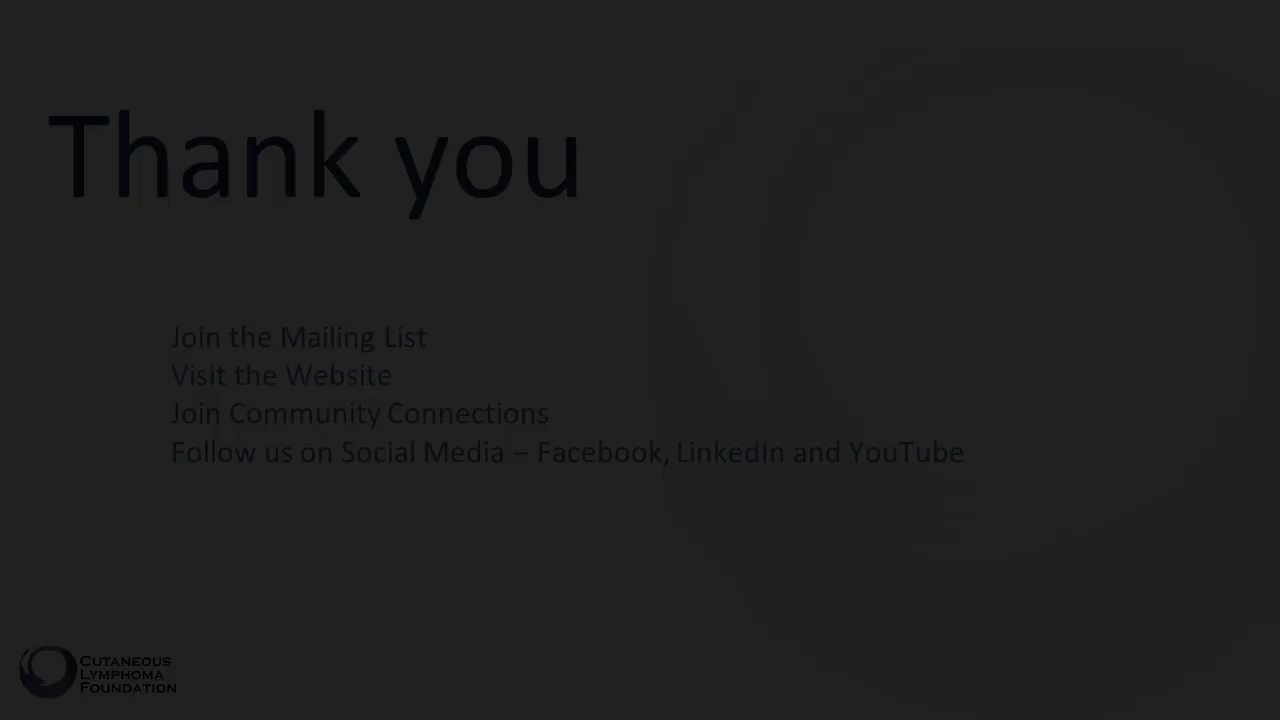 Thank you
Join the Mailing List
Visit the Website
Join Community Connections
Follow us on Social Media – Facebook, LinkedIn and YouTube
CUTANEOUS
LYMPHOMA
FOUNDATION